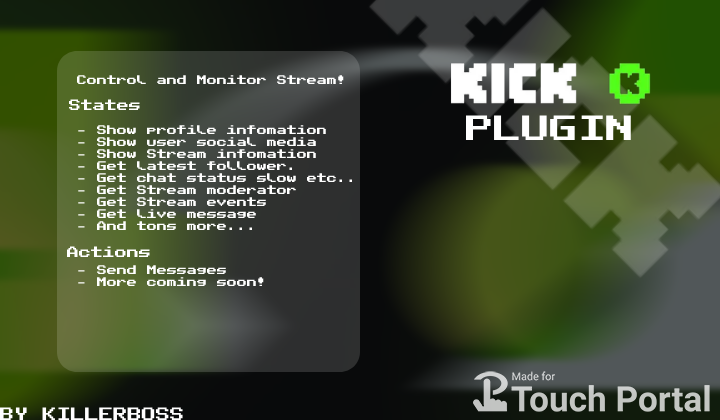 Control and Monitor Stream!
States
- Show profile infomation
- Show user social media
- Show Stream infomation
- Get latest follower.
- Get chat status slow etc..
- Get Stream moderator
- Get Stream events
- Get live message
- And tons more...
Actions
- Send Messages
- More coming soon!
KICK K
PLUGIN
Made for
Touch Portal
BY KILLERBOSS